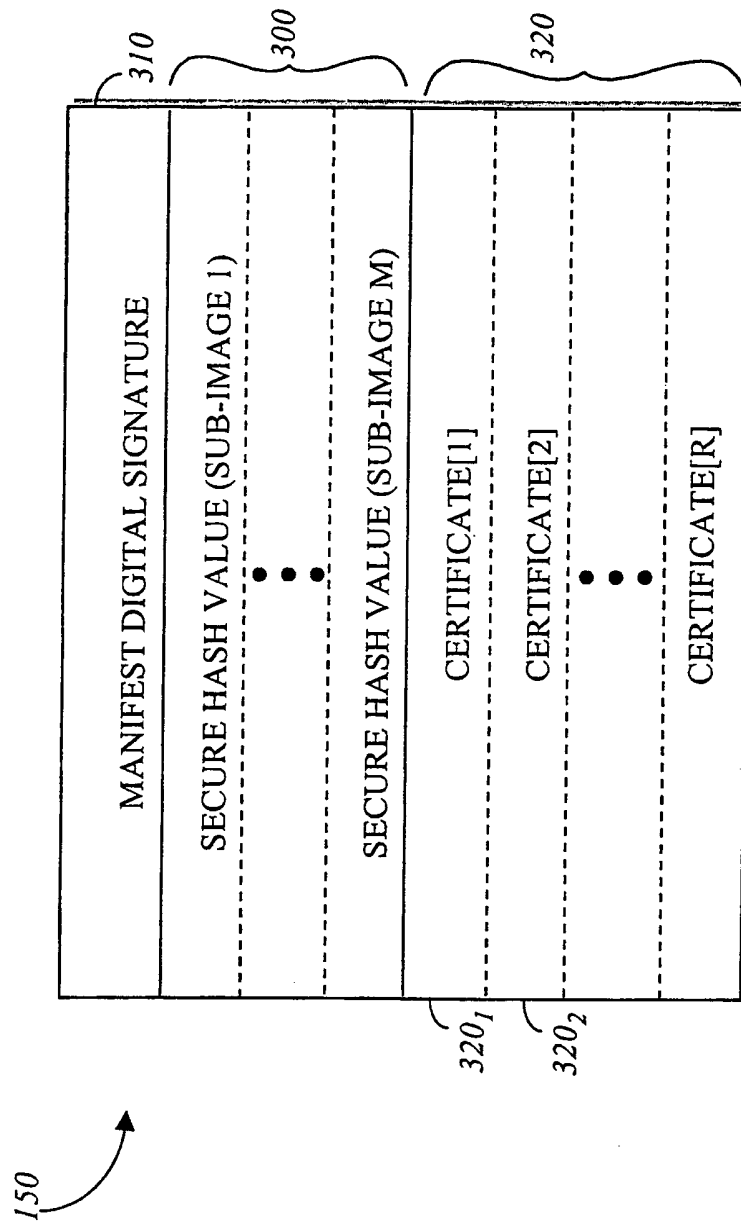 150
310
MANIFEST DIGITAL SIGNATURE
300
SECURE HASH VALUE (SUB-IMAGE 1)
SECURE HASH VALUE (SUB-IMAGE M)
320
320₁
CERTIFICATE[1]
320₂
CERTIFICATE[2]
CERTIFICATE[R]